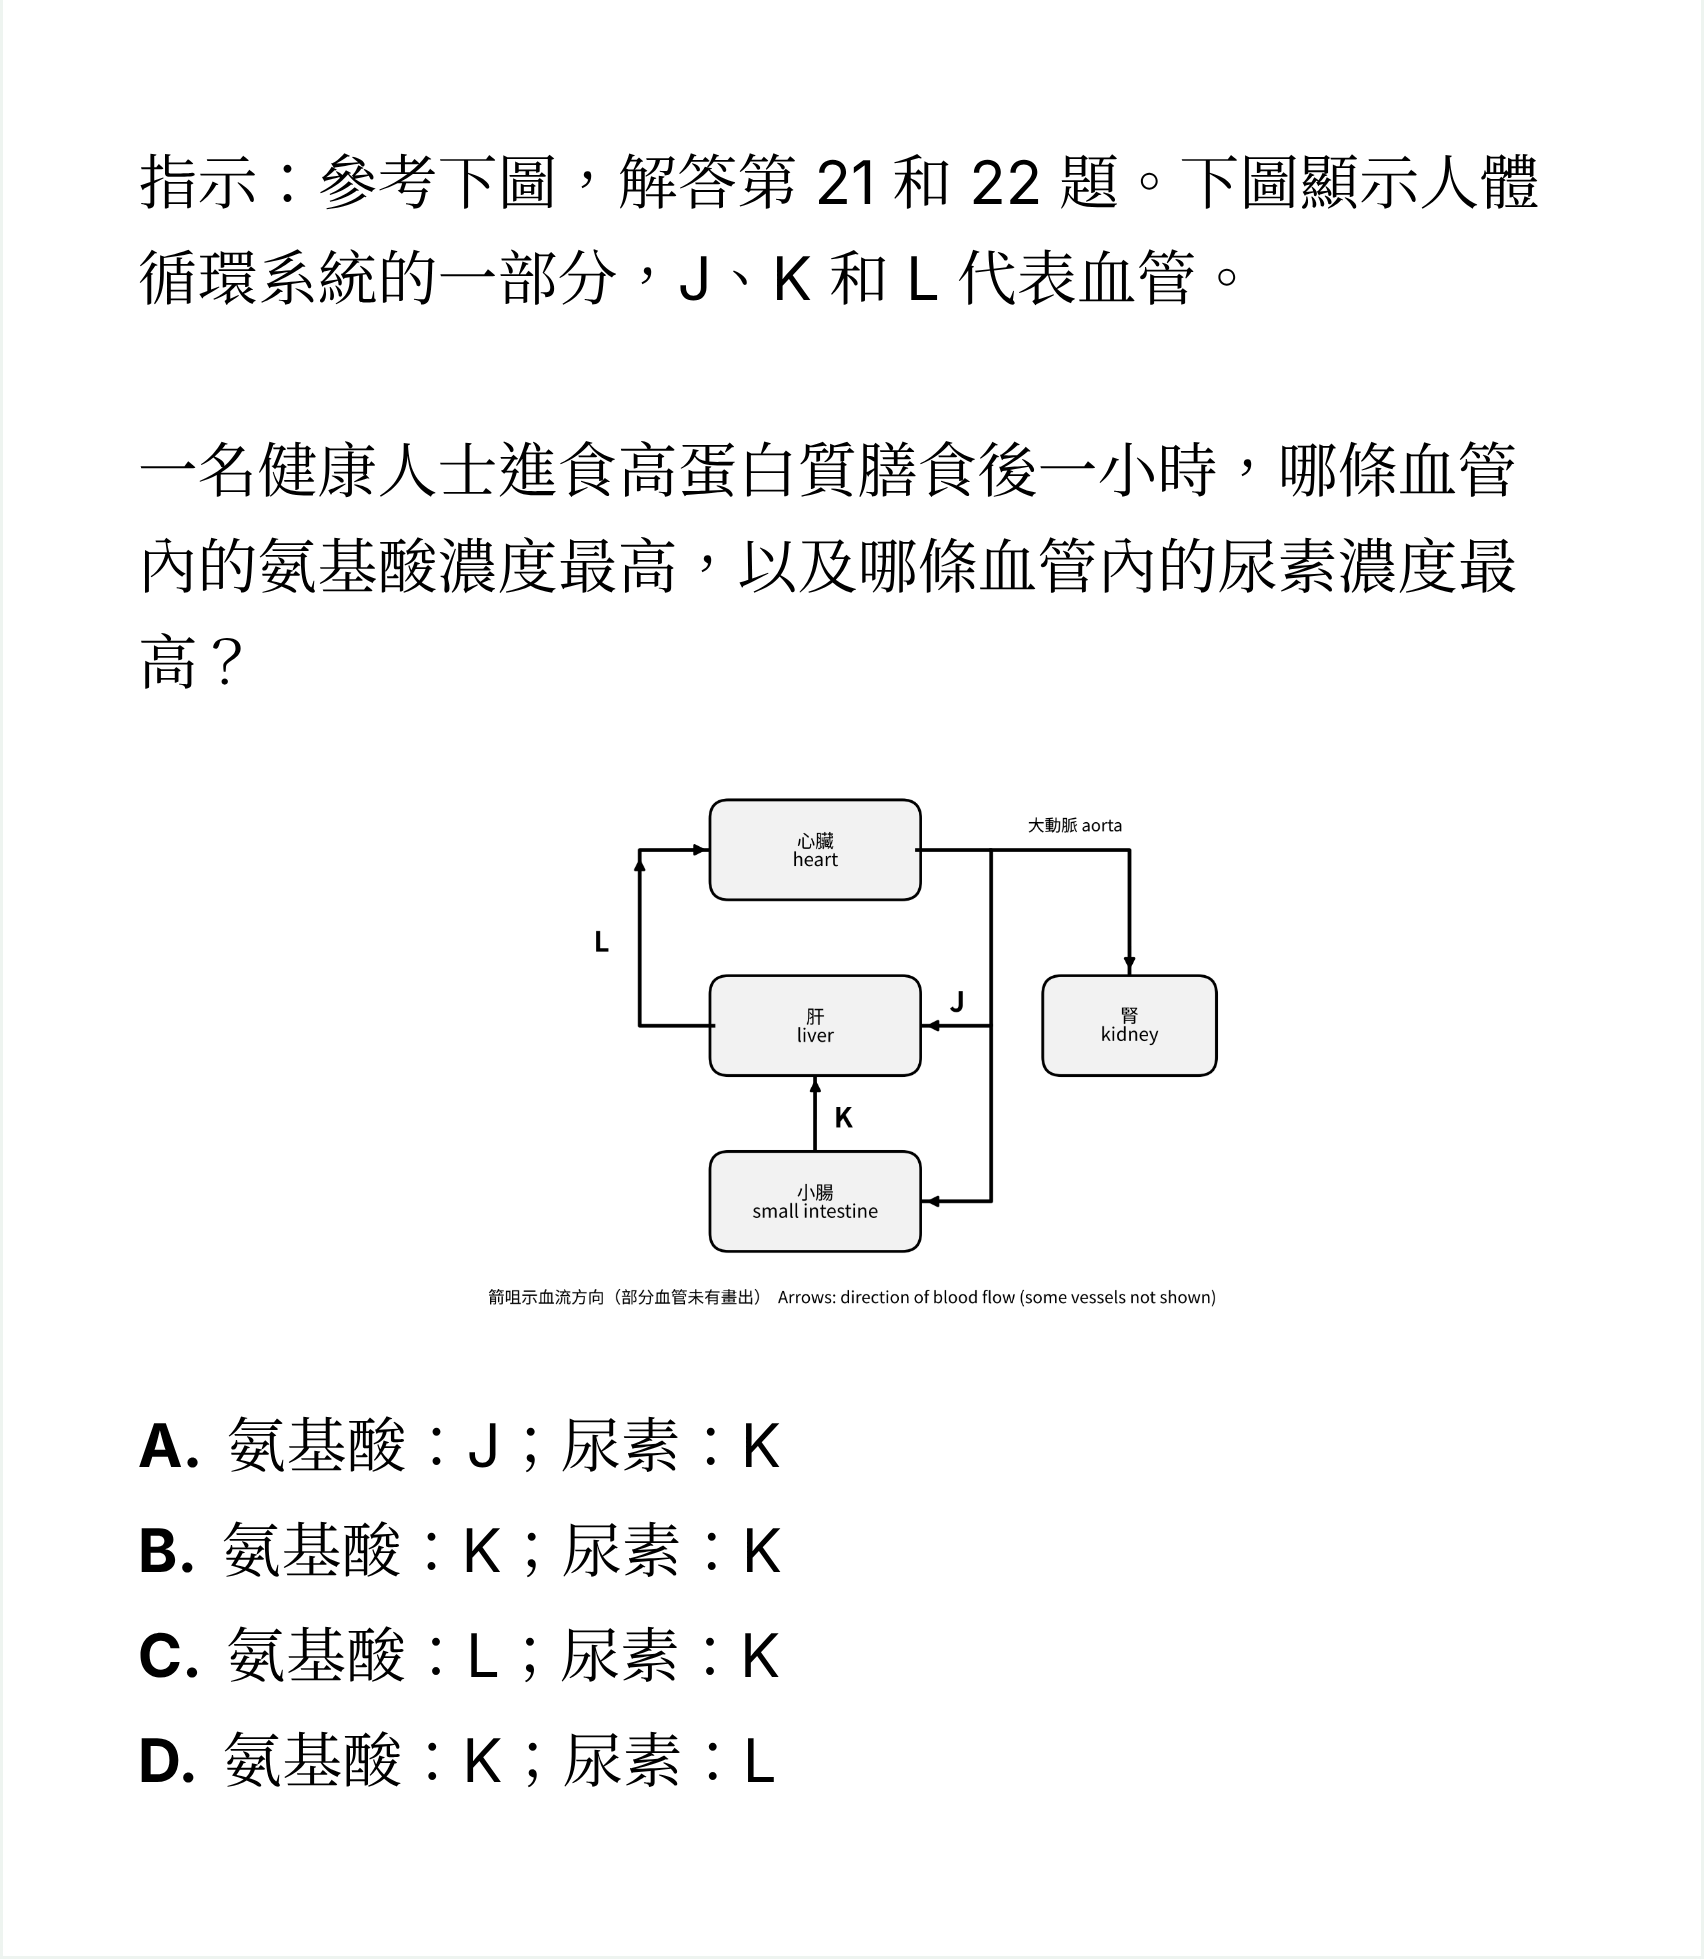 指示：參考下圖，解答第 21 和 22 題。下圖顯示人體
循環系統的一部分，J、K 和 L 代表血管。
一名健康人士進食高蛋白質膳食後一小時，哪條血管
內的氨基酸濃度最高，以及哪條血管內的尿素濃度最
高？
大動脈 aorta
心臟
heart
L
肝
liver
J
腎
kidney
K
小腸
small intestine
箭咀示血流方向（部分血管未有畫出） Arrows: direction of blood flow (some vessels not shown)
A. 氨基酸：J；尿素：K
B. 氨基酸：K；尿素：K
C. 氨基酸：L；尿素：K
D. 氨基酸：K；尿素：L